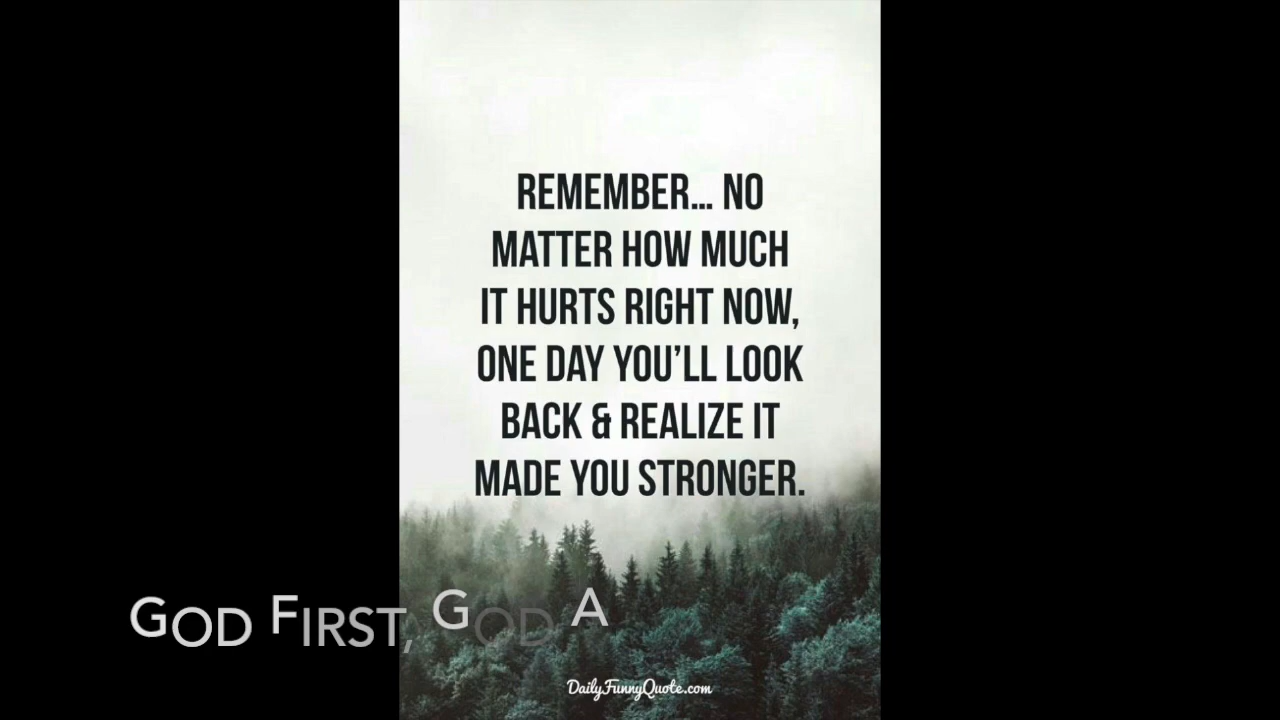 REMEMBER... NO
MATTER HOW MUCH
IT HURTS RIGHT NOW,
ONE DAY YOU'LL LOOK
BACK & REALIZE IT
MADE YOU STRONGER.
GOD FIRST, GOD A
DailyFunnyQuote.com